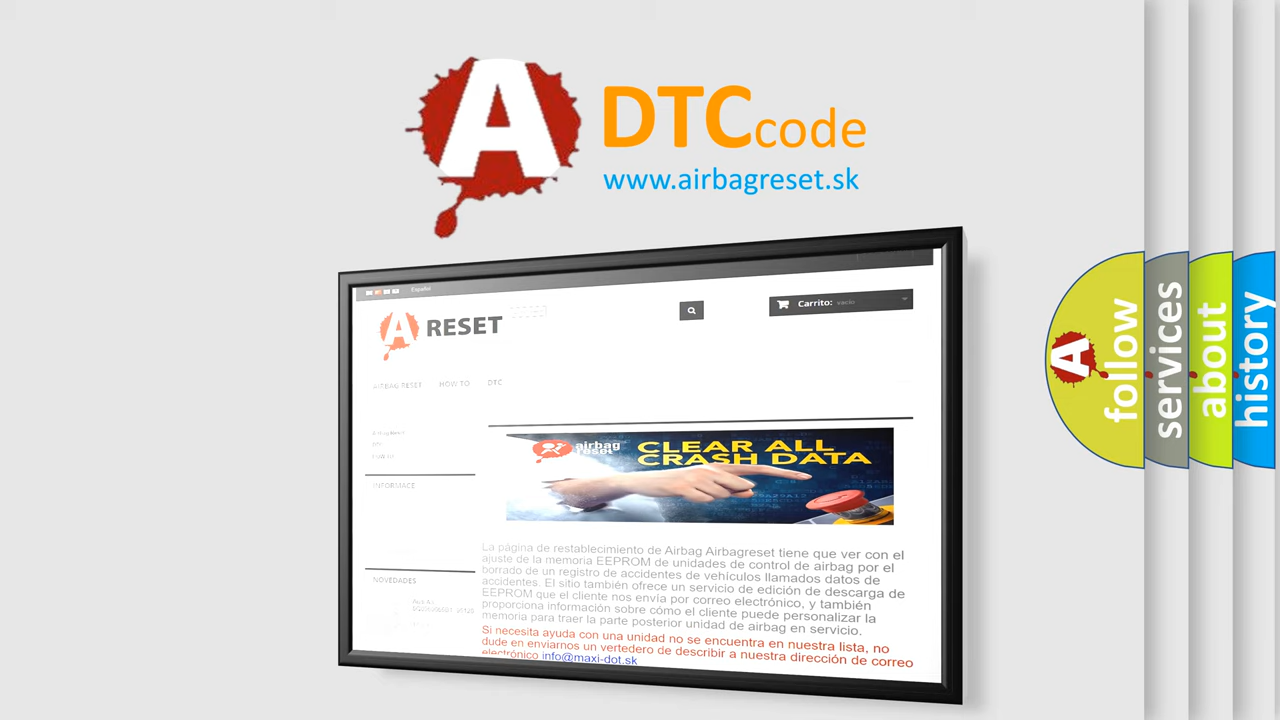 A
DTCcode
www.airbagreset.sk
Español
A RESET
Carrito: vacío
AIRBAG RESET HOW TO DTC
INFORMACE
NOVEDADES
airbag
reset
CLEAR ALL
CRASH DATA
La página de restablecimiento de Airbag Airbagreset tiene que ver con el
ajuste de la memoria EEPROM de unidades de control de airbag por el
borrado de un registro de accidentes de vehículos llamados datos de
accidentes. El sitio también ofrece un servicio de edición de descarga de
EEPROM que el cliente nos envía por correo electrónico, y también
proporciona información sobre cómo el cliente puede personalizar la
memoria para traer la parte posterior unidad de airbag en servicio.
Si necesita ayuda con una unidad no se encuentra en nuestra lista, no
dude en enviarnos un vertedero de describir a nuestra dirección de correo
electrónico info@maxi-dot.sk
A
follow
services
about
history